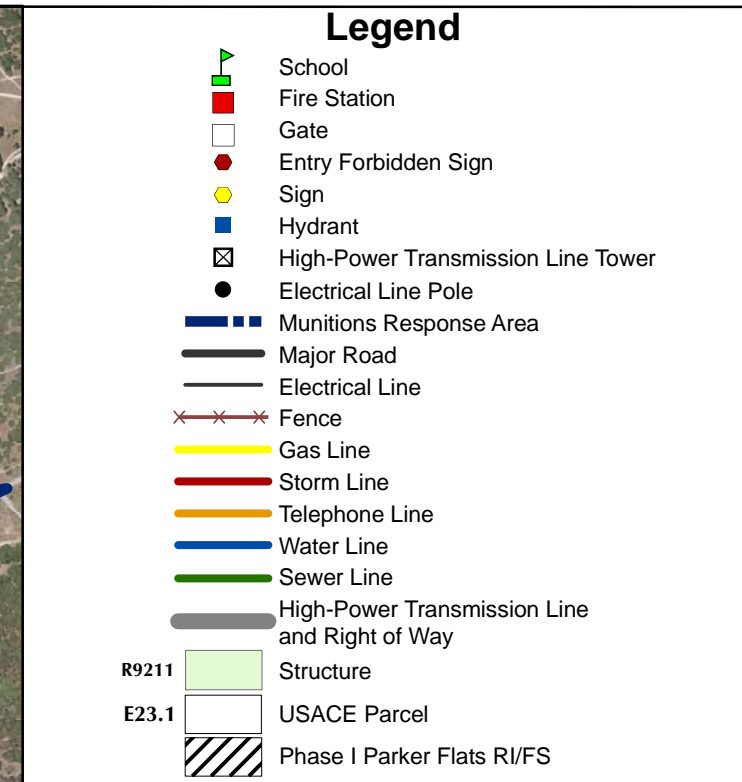 Legend
School
Fire Station
Gate
Entry Forbidden Sign
Sign
Hydrant
High-Power Transmission Line Tower
Electrical Line Pole
Munitions Response Area
Major Road
Electrical Line
Fence
Gas Line
Storm Line
Telephone Line
Water Line
Sewer Line
High-Power Transmission Line
and Right of Way
R9211 Structure
E23.1 USACE Parcel
Phase I Parker Flats RI/FS